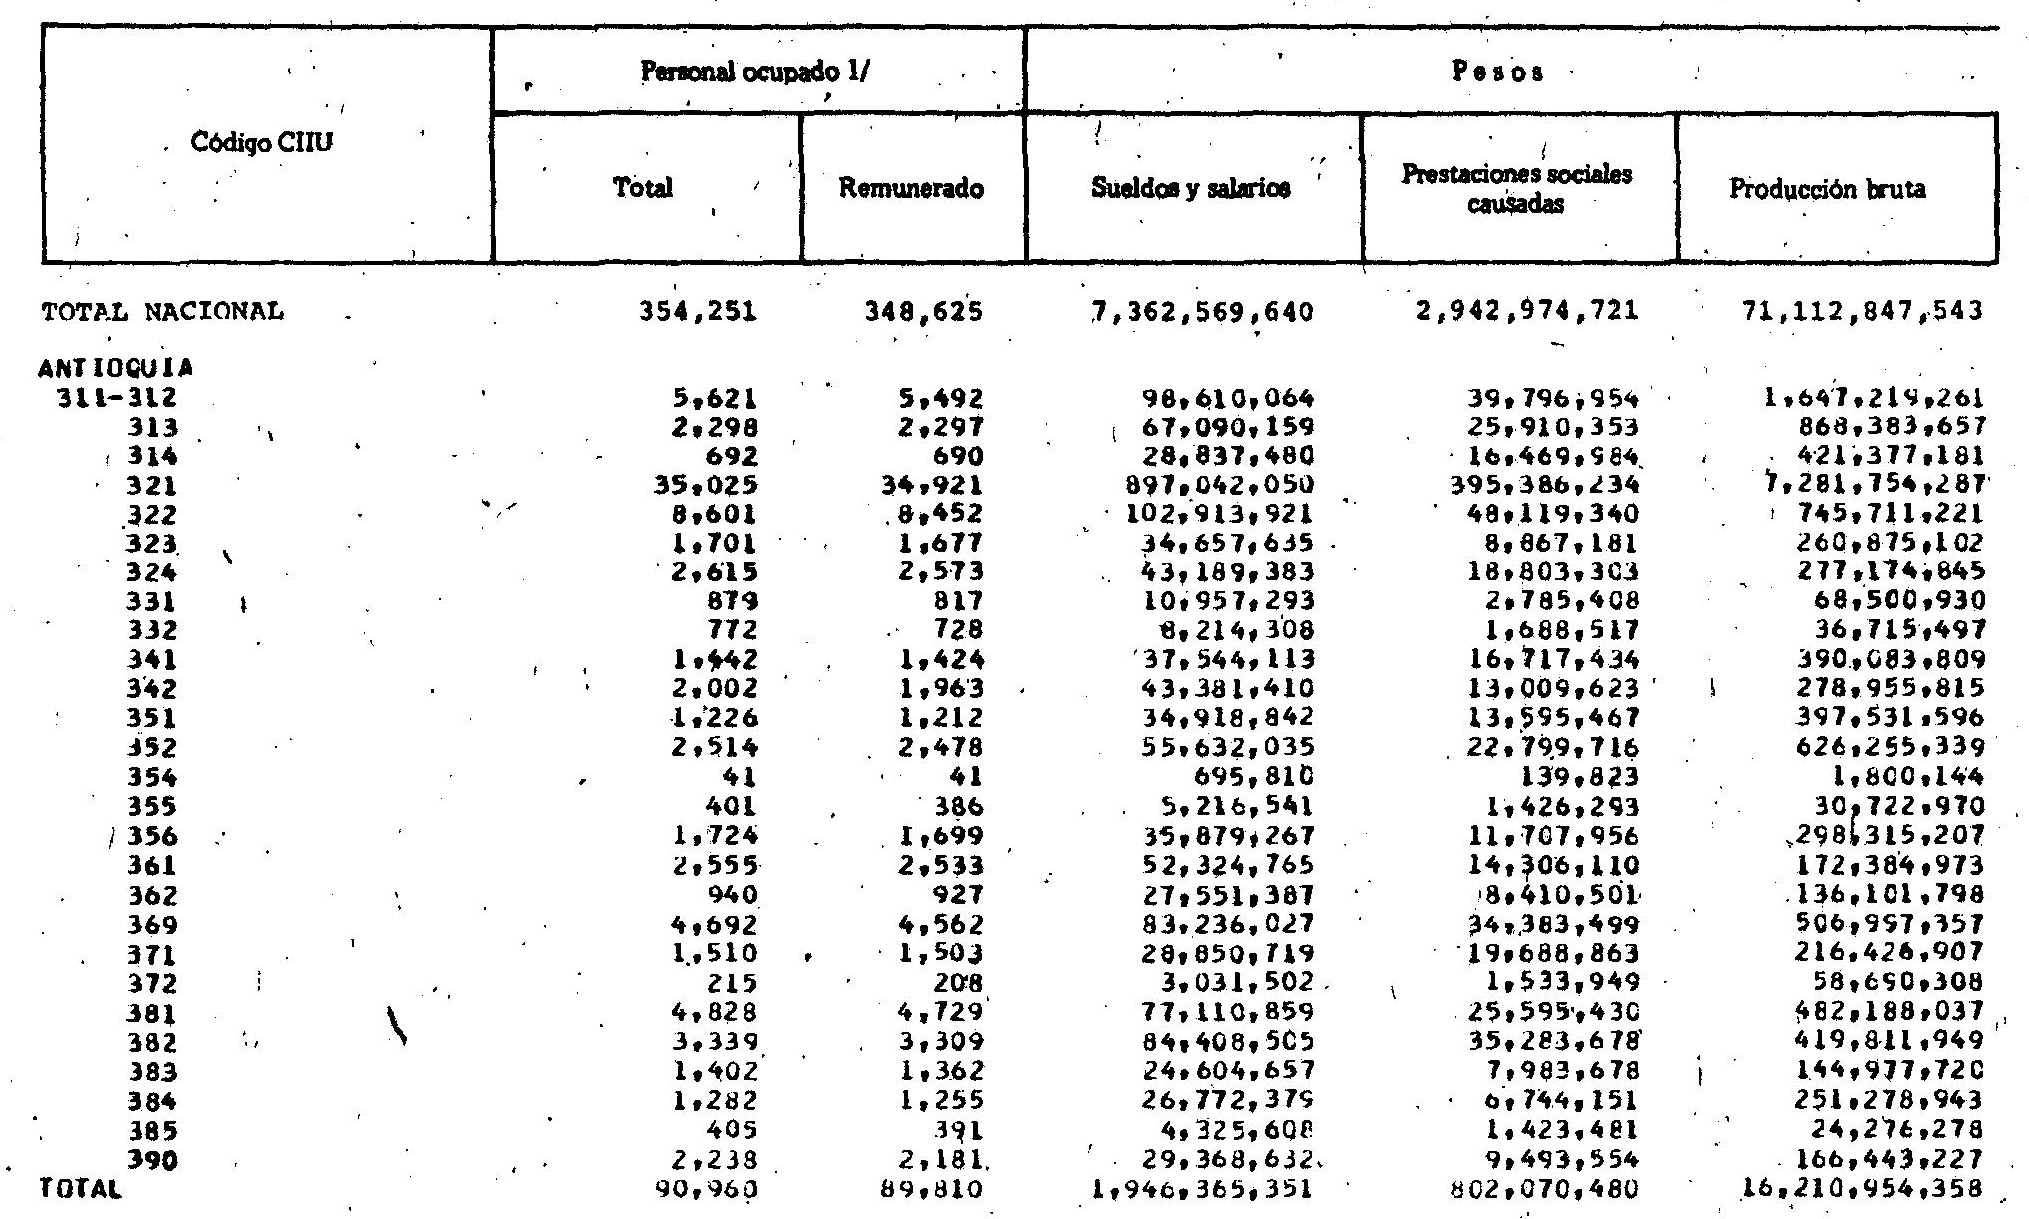 Código CIIU
Personal ocupado 1/
Pesos
Total
Remunerado
Sueldos y salarios
Prestaciones sociales causadas
Producción bruta
TOTAL NACIONAL 354,251 348,625 7,362,569,640 2,942,974,721 71,112,847,543
ANTIOQUIA
311-312 5,621 5,492 98,610,064 39,796,954 1,647,219,261
313 2,298 2,297 67,090,159 25,910,353 868,383,657
314 692 690 28,837,480 16,469,984 421,377,181
321 35,025 34,921 897,042,050 395,386,234 7,281,754,287
322 8,601 8,452 102,913,921 48,119,340 745,711,221
323 1,701 1,677 34,657,635 8,867,181 260,875,102
324 2,615 2,573 43,189,383 18,803,303 277,174,845
331 879 817 10,957,293 2,785,408 68,500,930
332 772 728 8,214,308 1,688,517 36,715,497
341 1,442 1,424 37,544,113 16,717,434 390,083,809
342 2,002 1,963 43,381,410 13,009,623 278,955,815
351 1,226 1,212 34,918,842 13,595,467 397,531,596
352 2,514 2,478 55,632,035 22,799,716 626,255,339
354 41 41 695,810 139,823 1,800,144
355 401 386 5,216,541 1,426,293 30,722,970
356 1,724 1,699 35,879,267 11,707,956 298,315,207
361 2,555 2,533 52,324,765 14,306,110 172,384,973
362 940 927 27,551,387 8,410,501 136,101,798
369 4,692 4,562 83,236,027 34,383,499 506,997,357
371 1,510 1,503 28,850,719 19,688,863 216,426,907
372 215 208 3,031,502 1,533,949 58,690,308
381 4,828 4,729 77,110,859 25,595,430 482,188,037
382 3,339 3,309 84,408,505 35,283,678 419,811,949
383 1,402 1,362 24,604,657 7,983,678 144,977,720
384 1,282 1,255 26,772,379 6,744,151 251,278,943
385 405 391 4,325,608 1,423,481 24,276,278
390 2,238 2,181 29,368,632 9,493,554 166,443,227
TOTAL 90,960 89,810 1,946,365,351 802,070,480 16,210,954,358